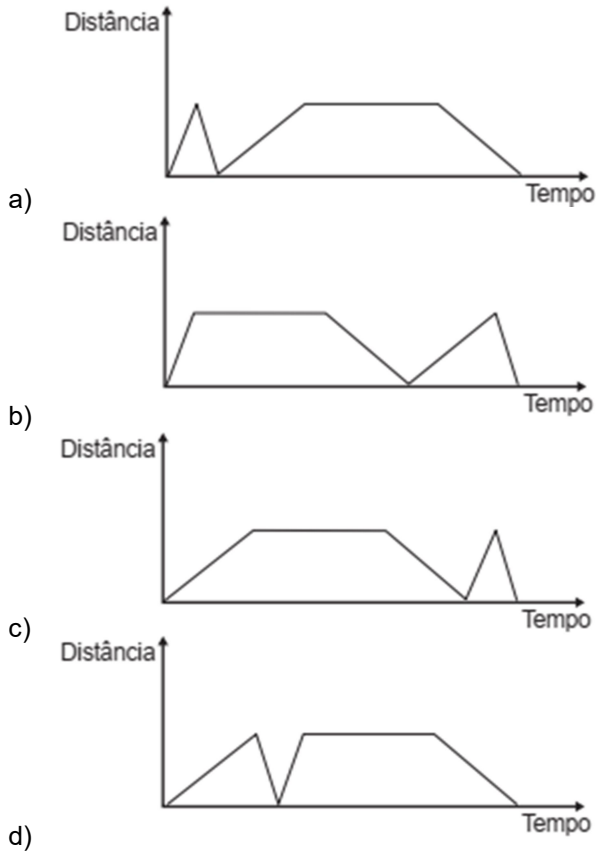 Distância
Tempo
a)
Distância
Tempo
b)
Distância
Tempo
c)
Distância
Tempo
d)